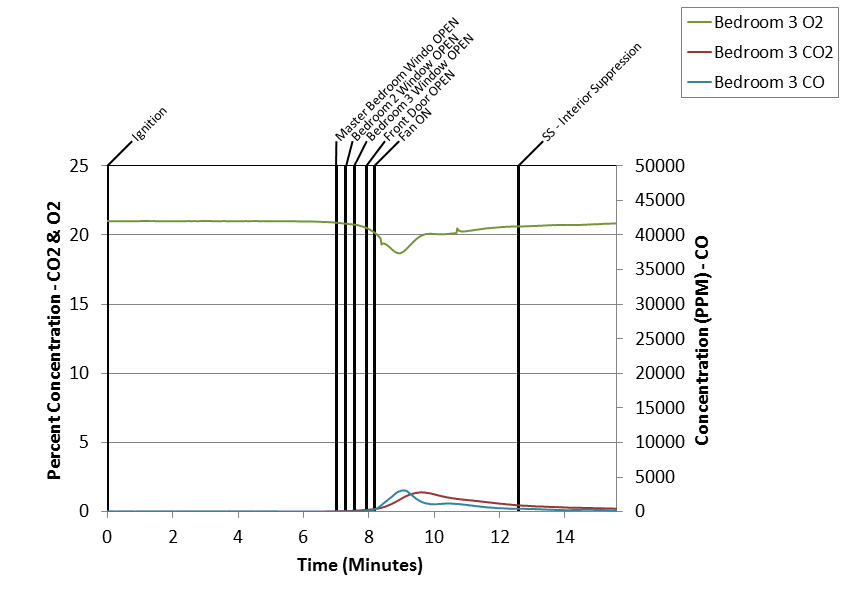 Bedroom 3 O2
Bedroom 3 CO2
Bedroom 3 CO
Ignition
Master Bedroom Windo OPEN
Bedroom 2 Window OPEN
Bedroom 3 Window OPEN
Front Door OPEN
Fan ON
SS - Interior Suppression
25
20
15
10
5
0
Percent Concentration - CO2 & O2
50000
45000
40000
35000
30000
25000
20000
15000
10000
5000
0
Concentration (PPM) - CO
0 2 4 6 8 10 12 14
Time (Minutes)